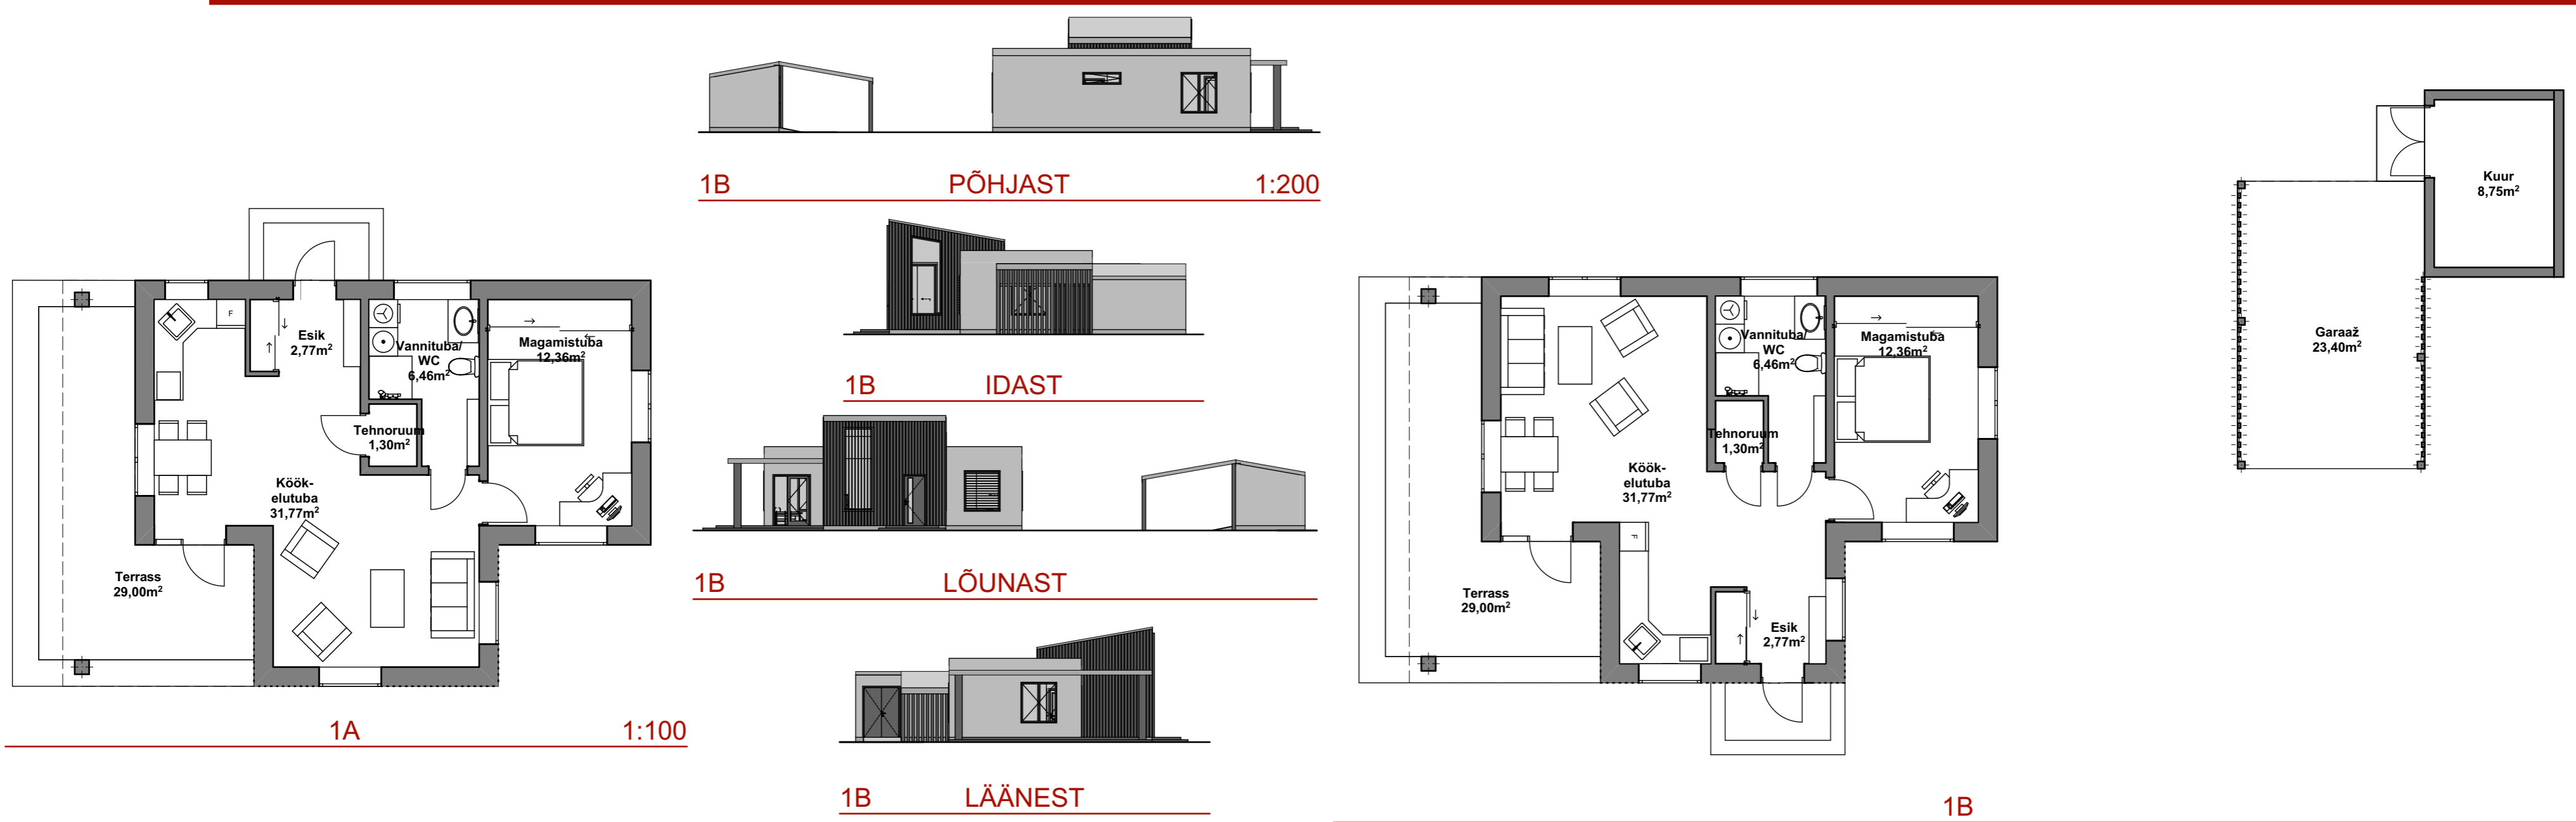 1B PÕHJAST 1:200
1B IDAST
1B LÕUNAST
1B LÄÄNEST
F
Esik
2,77m²
Vannituba/
WC
6,46m²
Magamistuba
12,36m²
Tehnoruum
1,30m²
Köök-
elutuba
31,77m²
Terrass
29,00m²
1A 1:100
Vannituba/
WC
6,46m²
Magamistuba
12,36m²
Tehnoruum
1,30m²
Köök-
elutuba
31,77m²
F
Terrass
29,00m²
Esik
2,77m²
Kuur
8,75m²
Garaaž
23,40m²
1B